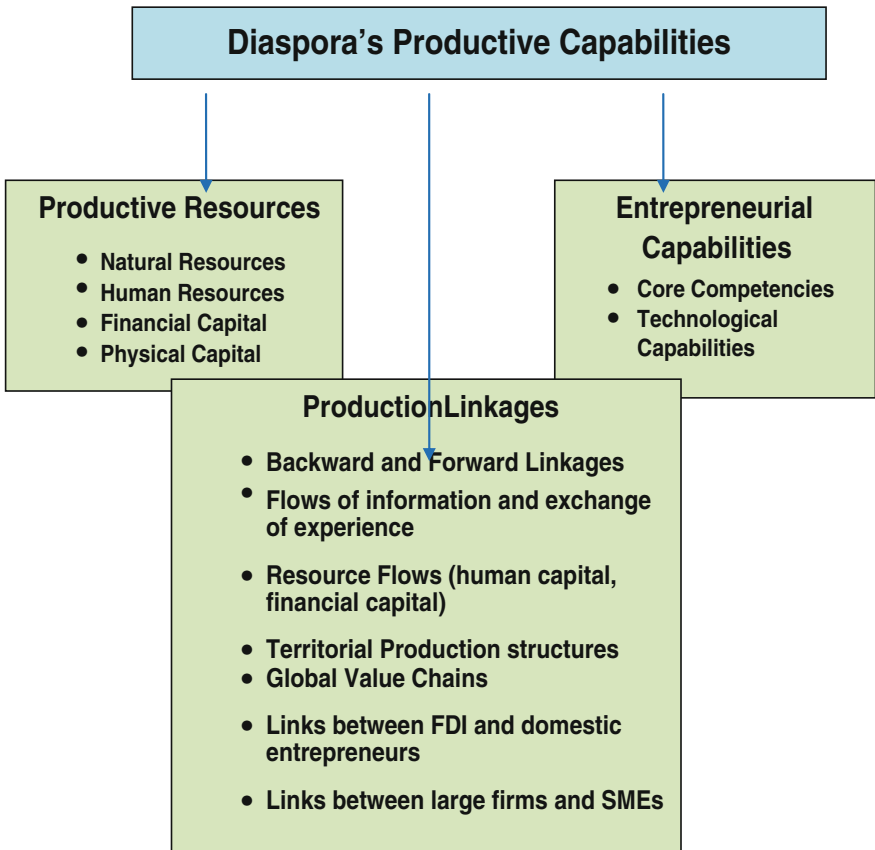 Diaspora's Productive Capabilities
Productive Resources
• Natural Resources
• Human Resources
• Financial Capital
• Physical Capital
Entrepreneurial
Capabilities
• Core Competencies
• Technological
Capabilities
ProductionLinkages
• Backward and Forward Linkages
• Flows of information and exchange
of experience
• Resource Flows (human capital,
financial capital)
• Territorial Production structures
• Global Value Chains
• Links between FDI and domestic
entrepreneurs
• Links between large firms and SMEs